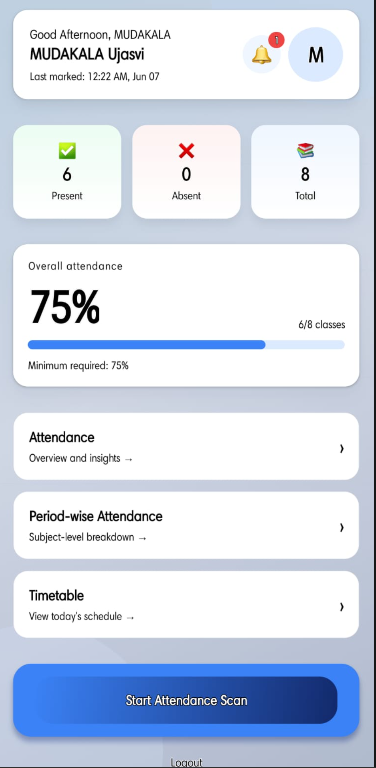 Good Afternoon, MUDAKALA
MUDAKALA Ujasvi
Last marked: 12:22 AM, Jun 07
1
M
6
Present
0
Absent
8
Total
Overall attendance
75%
6/8 classes
Minimum required: 75%
Attendance
Overview and insights →
›
Period-wise Attendance
Subject-level breakdown →
›
Timetable
View today's schedule →
›
Start Attendance Scan
Logout